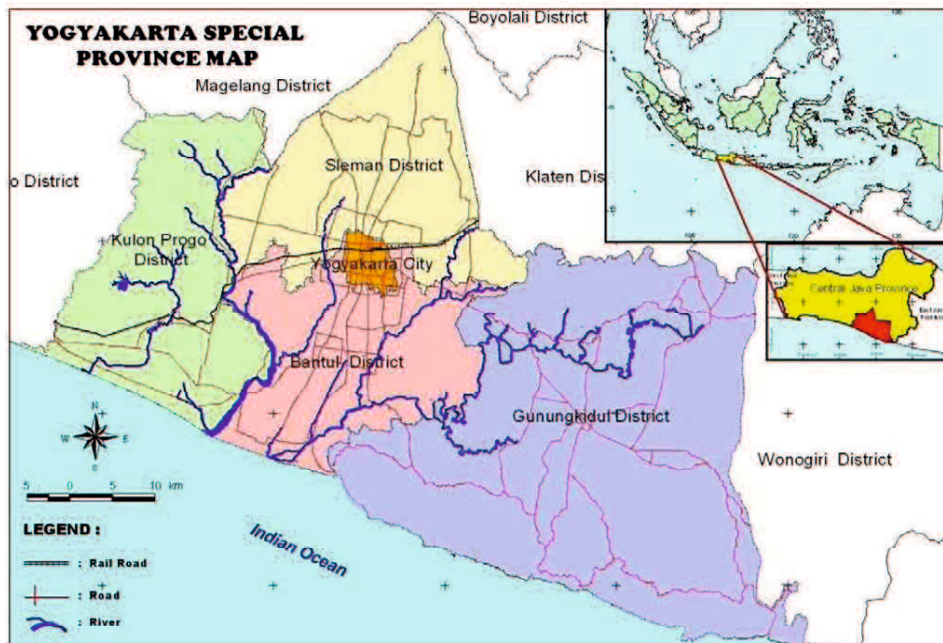 YOGYAKARTA SPECIAL
PROVINCE MAP
Boyolali District
Magelang District
Sleman District
o District
Klaten Dis
Kulon Progo
District
Yogyakarta City
Central Java Province
Bantul District
Gunungkidul District
Wonogiri District
N
W
E
S
5 0 5 10 km
Indian Ocean
LEGEND :
: Rail Road
: Road
: River